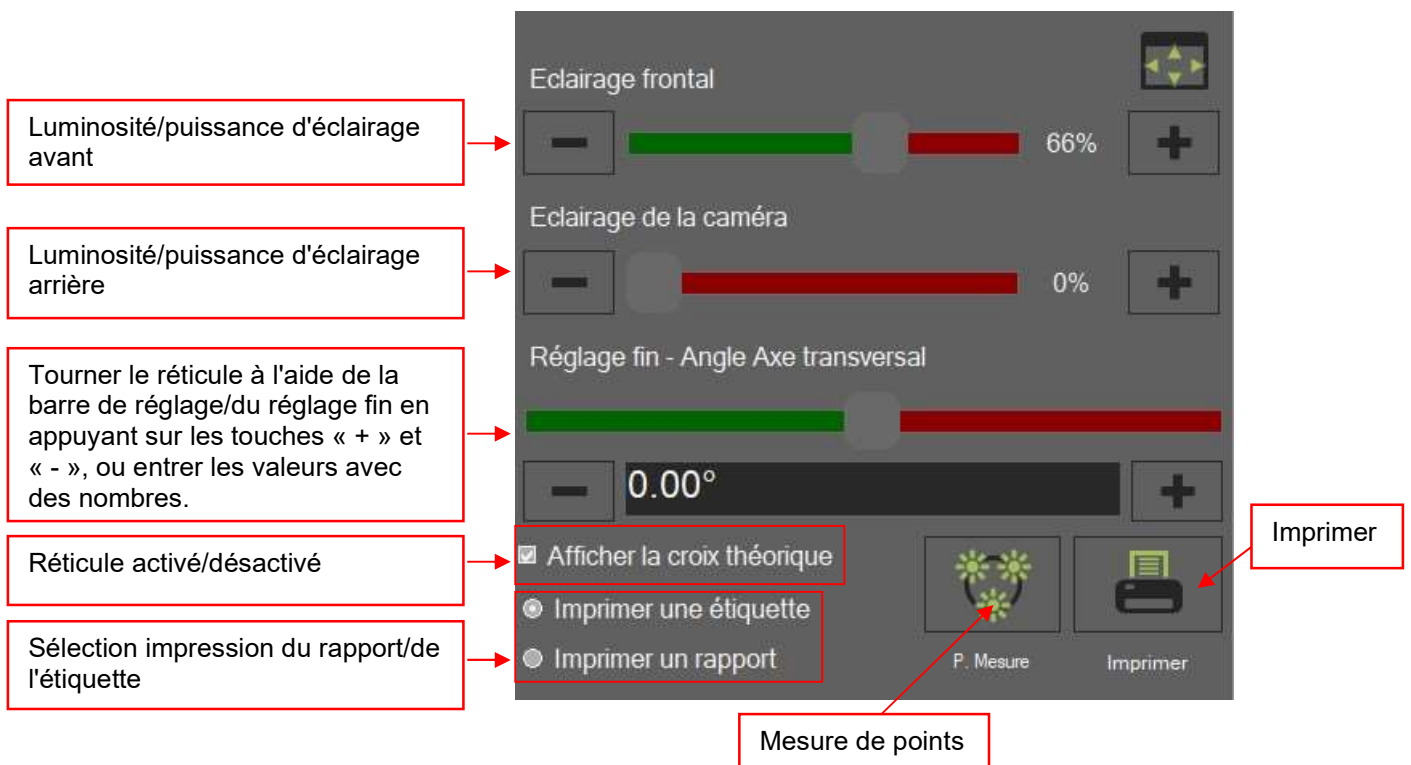 Eclairage frontal
Luminosité/puissance d'éclairage
avant
66%
Eclairage de la caméra
Luminosité/puissance d'éclairage
arrière
0%
Réglage fin - Angle Axe transversal
Tourner le réticule à l'aide de la
barre de réglage/du réglage fin en
appuyant sur les touches « + » et
« - », ou entrer les valeurs avec
des nombres.
0.00°
Imprimer
Réticule activé/désactivé
Afficher la croix théorique
Imprimer une étiquette
Sélection impression du rapport/de
l'étiquette
Imprimer un rapport
P. Mesure
Imprimer
Mesure de points